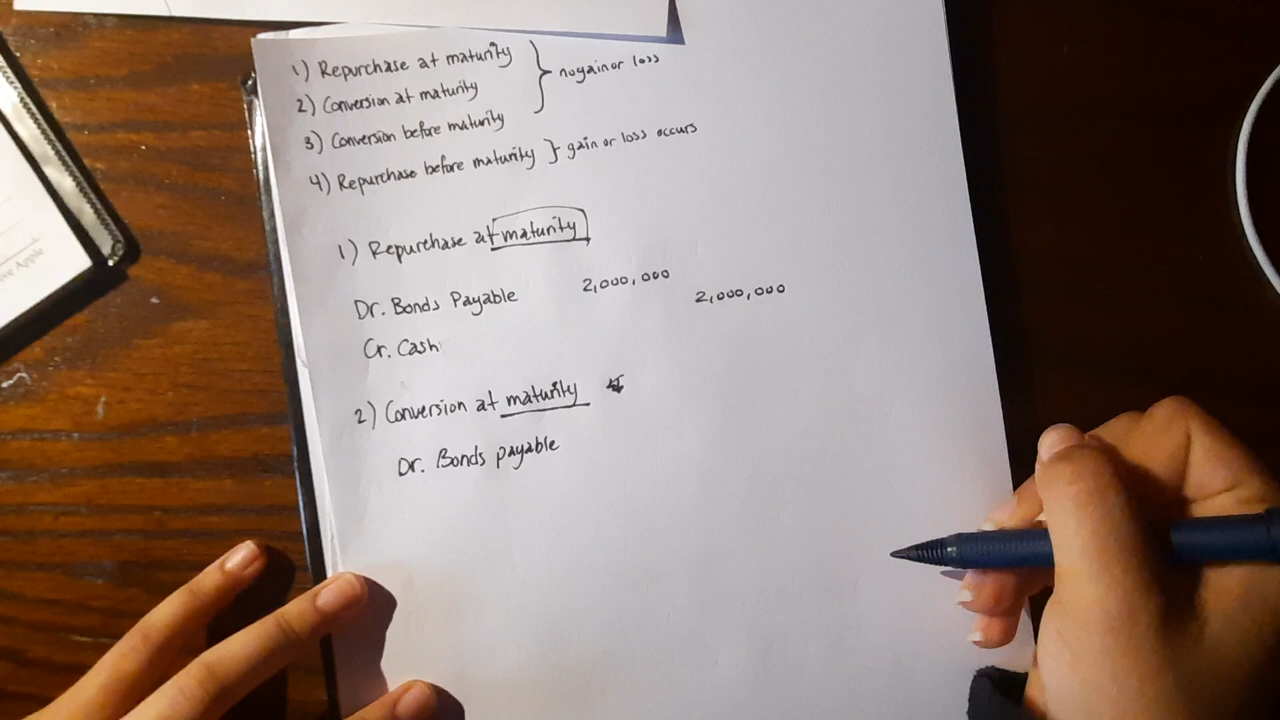 1) Repurchase at maturity
2) Conversion at maturity
} no gain or loss
3) Conversion before maturity
4) Repurchase before maturity } gain or loss occurs
1) Repurchase at maturity
Dr. Bonds Payable 2,000,000
Cr. Cash 2,000,000
2) Conversion at maturity
Dr. Bonds payable
Apple